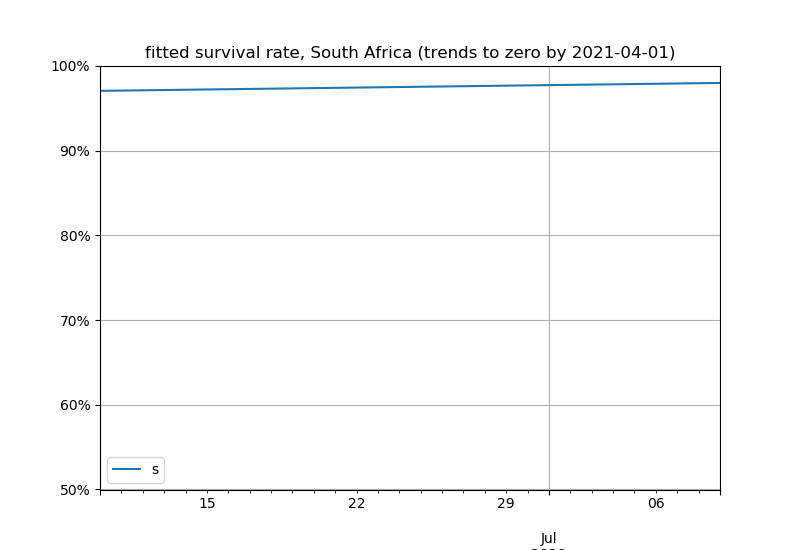 fitted survival rate, South Africa (trends to zero by 2021-04-01)
100%
90%
80%
70%
60%
50%
s
15 22 29 06
Jul